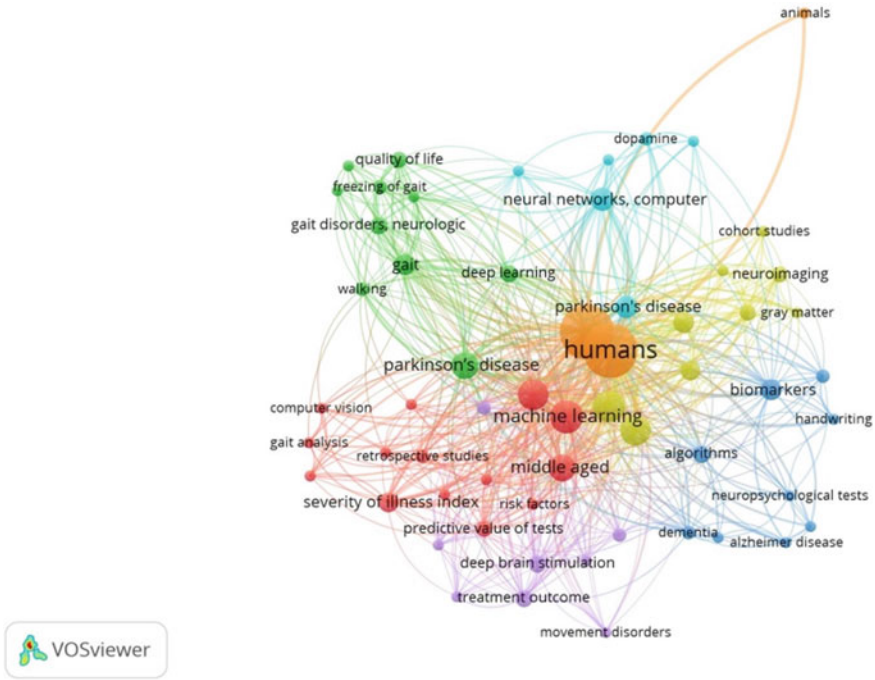 animals
dopamine
quality of life
freezing of gait
neural networks, computer
gait disorders, neurologic
cohort studies
gait
deep learning
neuroimaging
walking
parkinson's disease
gray matter
humans
parkinson’s disease
biomarkers
computer vision
machine learning
handwriting
gait analysis
retrospective studies
algorithms
middle aged
neuropsychological tests
severity of illness index
risk factors
predictive value of tests
dementia
alzheimer disease
deep brain stimulation
treatment outcome
movement disorders
VOSviewer